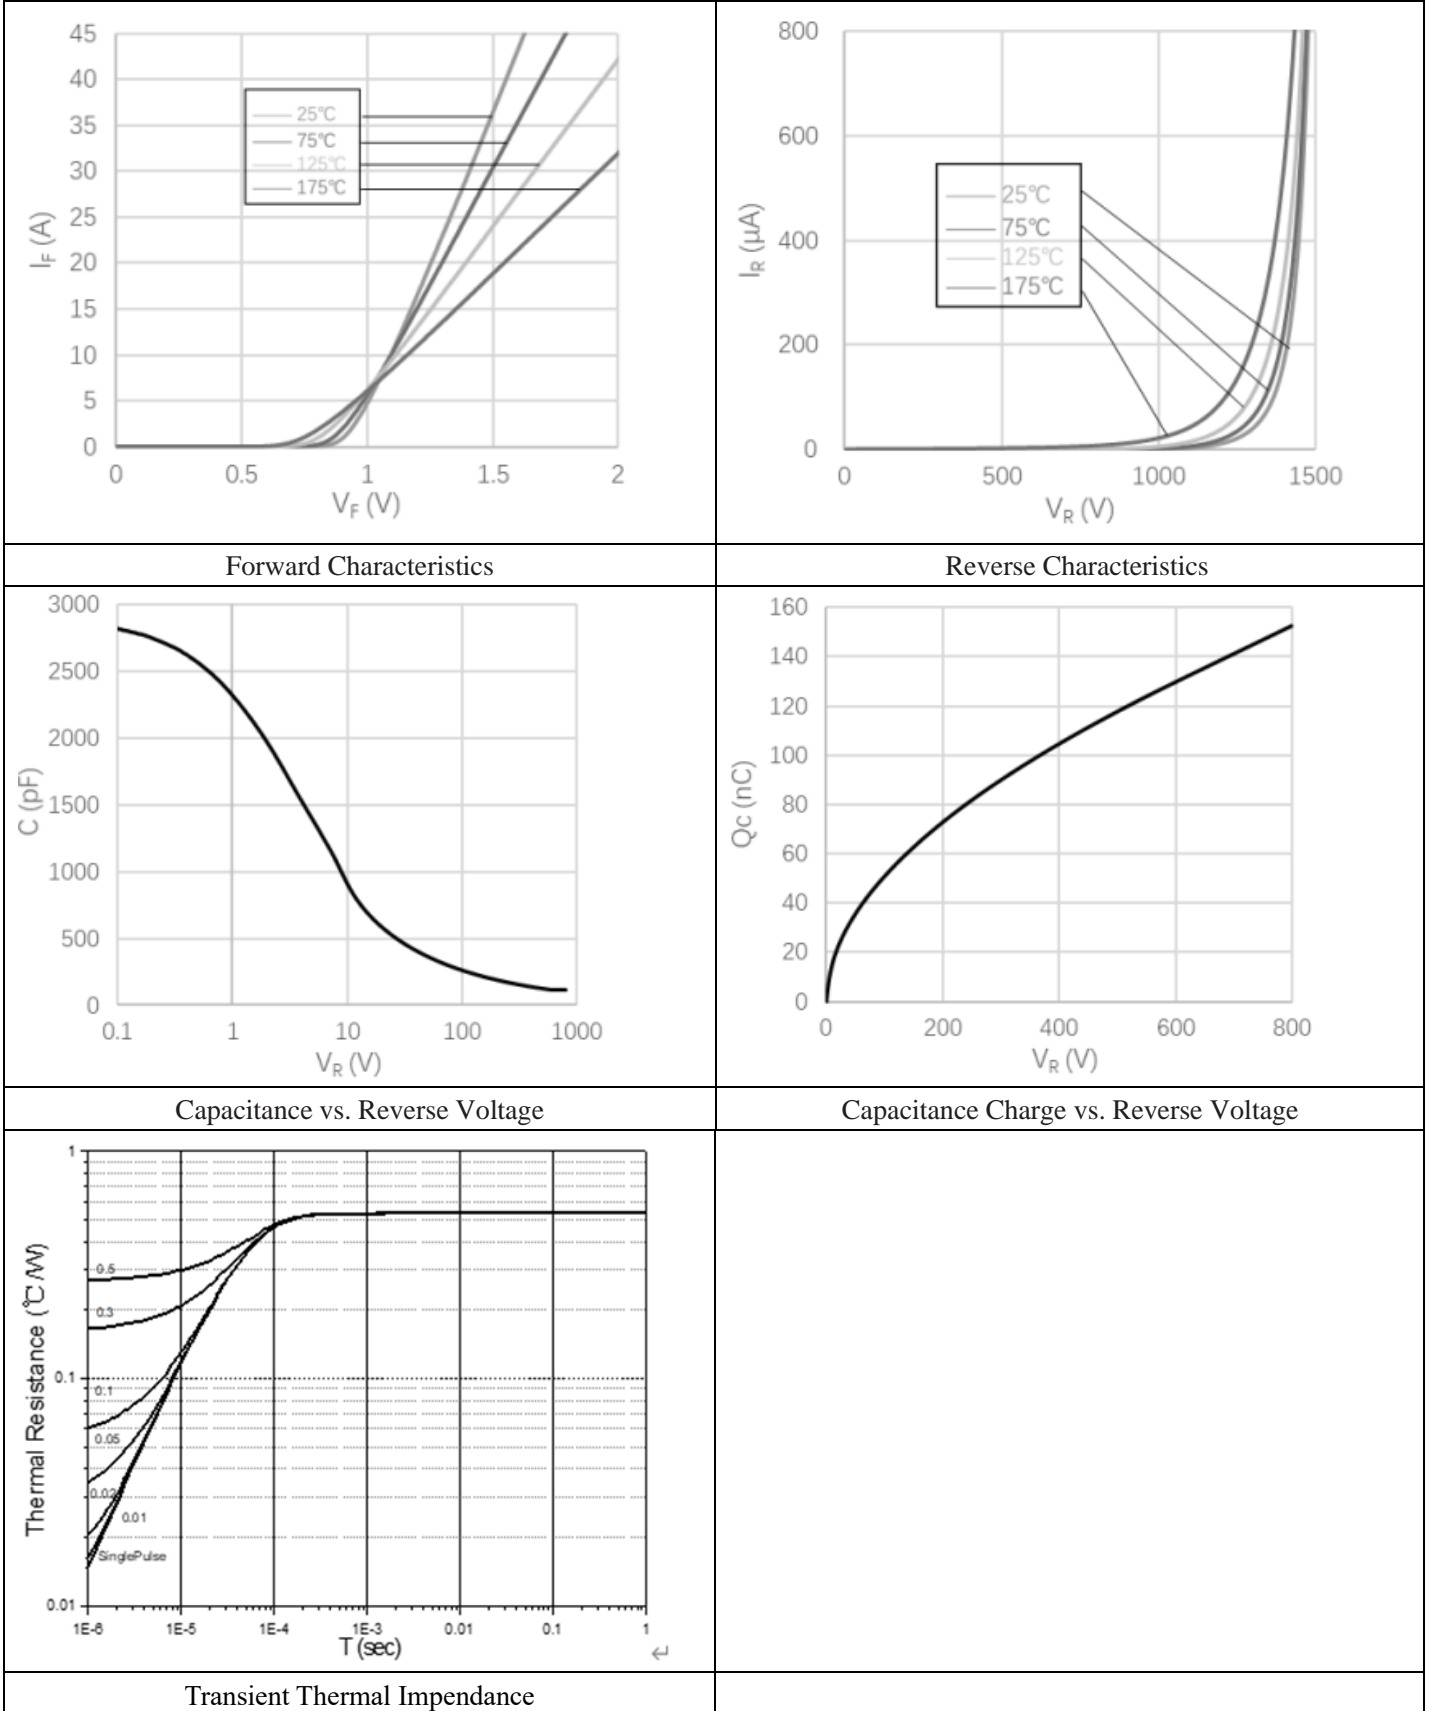 45
40
35
30
25
20
15
10
5
0
I_F (A)
25℃
75℃
125℃
175℃
0 0.5 1 1.5 2
V_F (V)
800
600
400
200
0
I_R (μA)
25℃
75℃
125℃
175℃
0 500 1000 1500
V_R (V)
Forward Characteristics
Reverse Characteristics
3000
2500
2000
1500
1000
500
0
C (pF)
0.1 1 10 100 1000
V_R (V)
160
140
120
100
80
60
40
20
0
Qc (nC)
0 200 400 600 800
V_R (V)
Capacitance vs. Reverse Voltage
Capacitance Charge vs. Reverse Voltage
1
0.1
0.01
Thermal Resistance (℃/W)
0.5
0.3
0.1
0.05
0.02
0.01
SinglePulse
1E-6 1E-5 1E-4 1E-3 0.01 0.1 1
T (sec)
↵
Transient Thermal Impendance